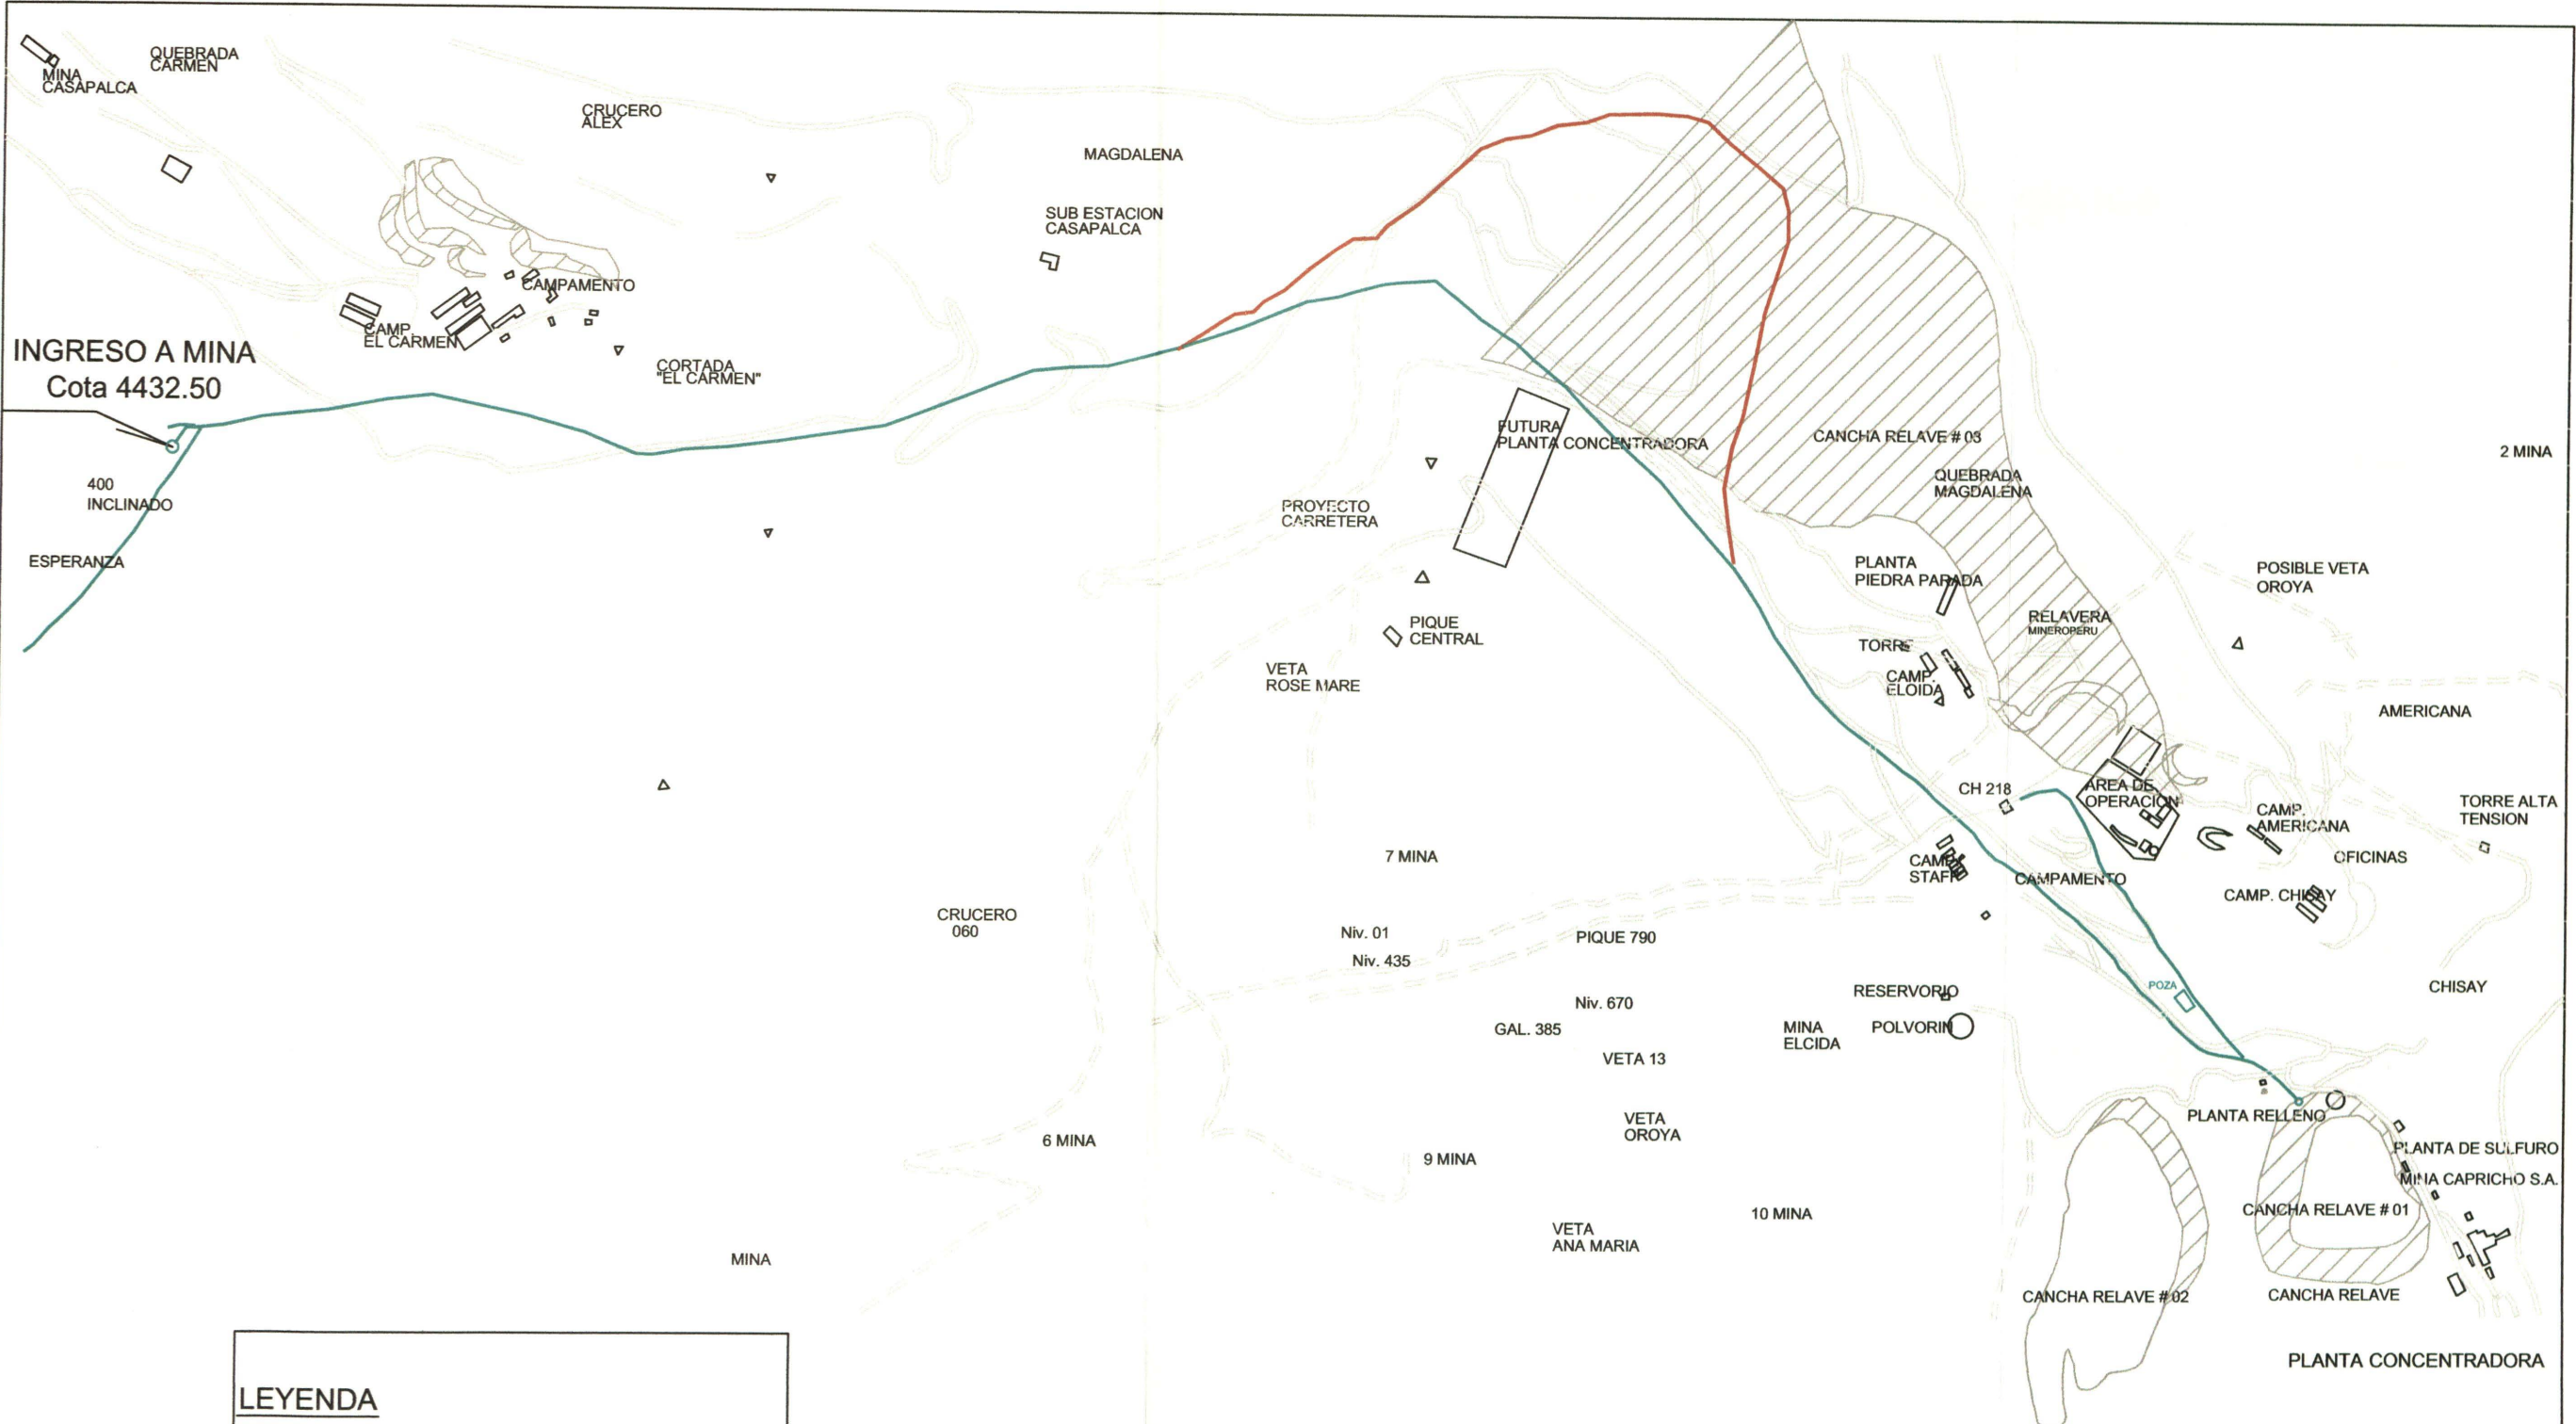 MINA
CASAPALCA
QUEBRADA
CARMEN
CRUCERO
ALEX
MAGDALENA
SUB ESTACION
CASAPALCA
CAMPAMENTO
CAMP.
EL CARMEN
INGRESO A MINA
Cota 4432.50
CORTADA
"EL CARMEN"
400
INCLINADO
ESPERANZA
FUTURA
PLANTA CONCENTRADORA
CANCHA RELAVE # 03
2 MINA
QUEBRADA
MAGDALENA
PROYECTO
CARRETERA
PLANTA
PIEDRA PARADA
POSIBLE VETA
OROYA
PIQUE
CENTRAL
RELAVERA
MINEROPERU
TORRE
VETA
ROSE MARE
CAMP.
ELOIDA
AMERICANA
CH 218
AREA DE
OPERACION
CAMP.
AMERICANA
TORRE ALTA
TENSION
7 MINA
OFICINAS
CAMP.
STAFF
CAMPAMENTO
CAMP. CHISAY
CRUCERO
060
Niv. 01
PIQUE 790
Niv. 435
POZA
CHISAY
RESERVORIO
Niv. 670
GAL. 385
MINA
ELCIDA
POLVORIN
VETA 13
PLANTA RELLENO
VETA
OROYA
6 MINA
9 MINA
PLANTA DE SULFURO
MINA CAPRICHO S.A.
10 MINA
CANCHA RELAVE # 01
VETA
ANA MARIA
MINA
CANCHA RELAVE # 02
CANCHA RELAVE
PLANTA CONCENTRADORA
LEYENDA